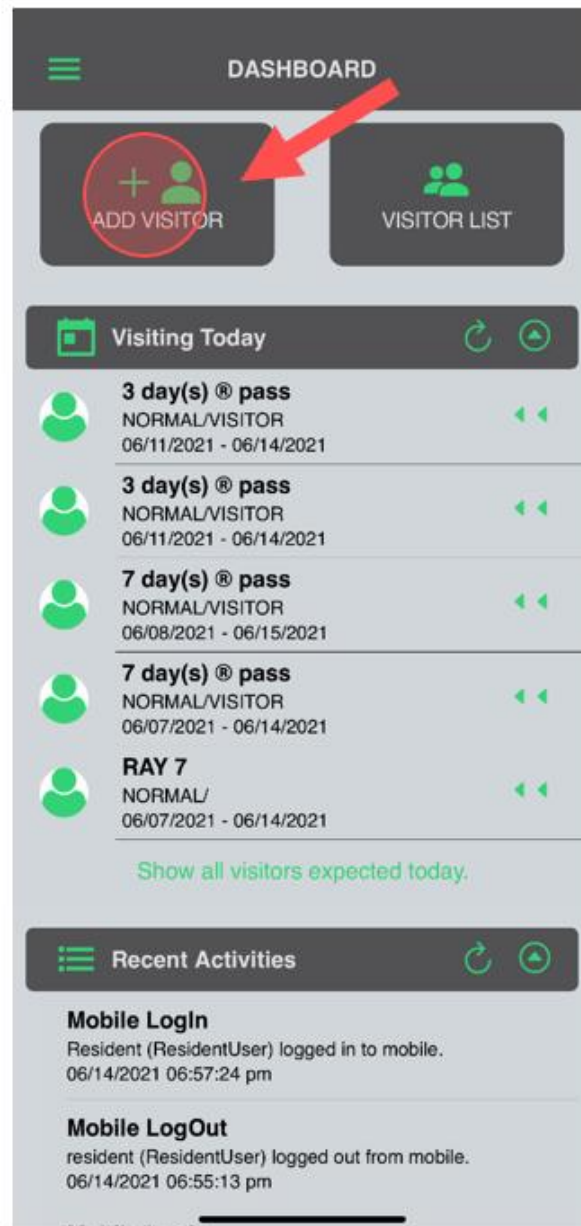 DASHBOARD
ADD VISITOR
VISITOR LIST
Visiting Today
3 day(s) ® pass
NORMAL/VISITOR
06/11/2021 - 06/14/2021
3 day(s) ® pass
NORMAL/VISITOR
06/11/2021 - 06/14/2021
7 day(s) ® pass
NORMAL/VISITOR
06/08/2021 - 06/15/2021
7 day(s) ® pass
NORMAL/VISITOR
06/07/2021 - 06/14/2021
RAY 7
NORMAL/
06/07/2021 - 06/14/2021
Show all visitors expected today.
Recent Activities
Mobile LogIn
Resident (ResidentUser) logged in to mobile.
06/14/2021 06:57:24 pm
Mobile LogOut
resident (ResidentUser) logged out from mobile.
06/14/2021 06:55:13 pm